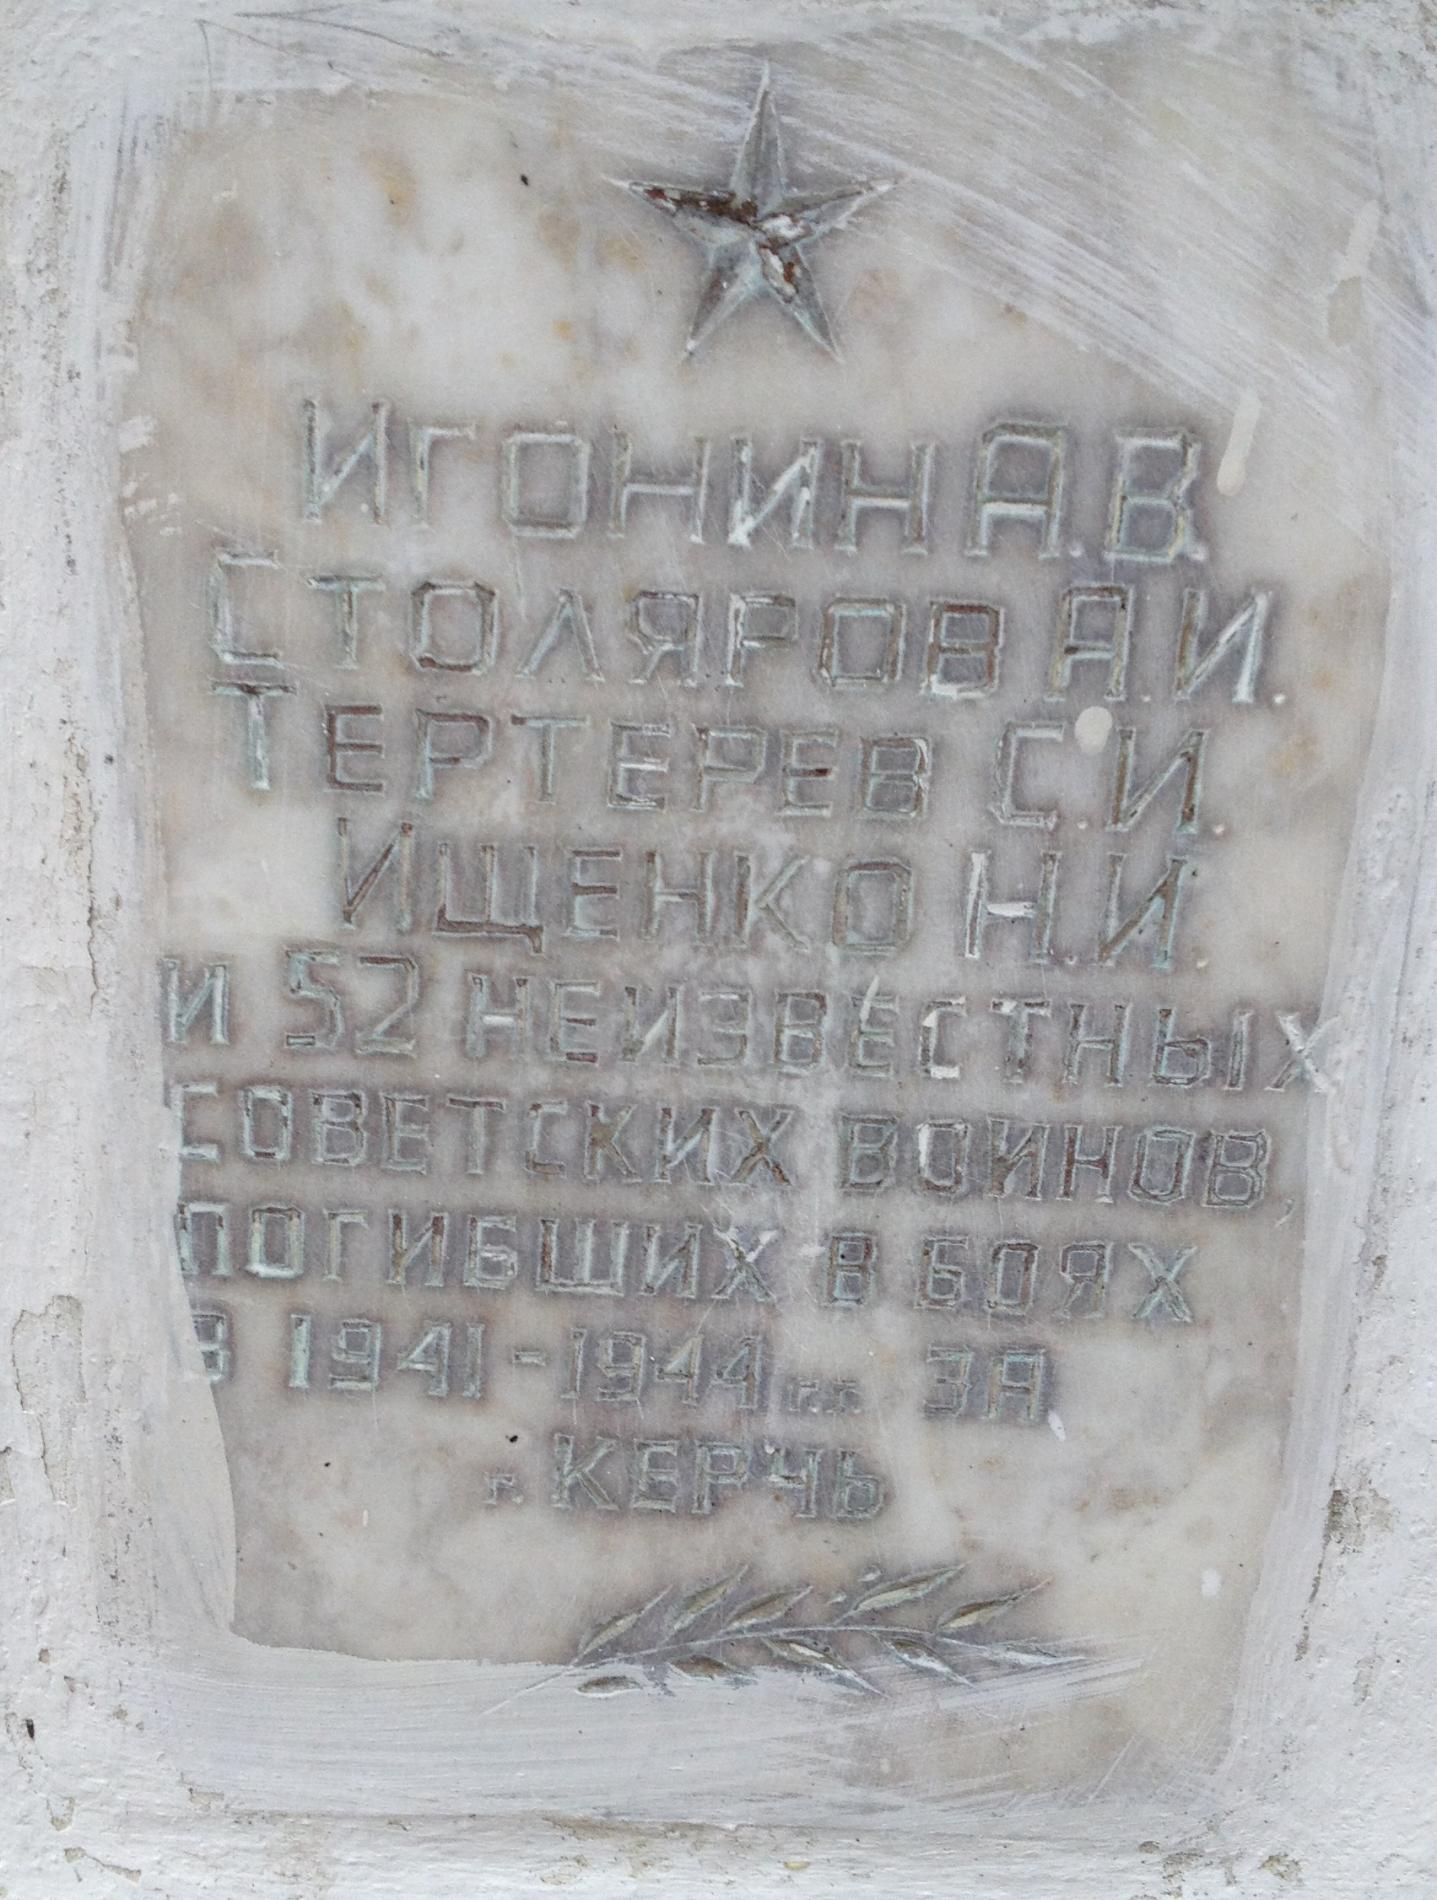 ИГОНИН А.В.
СТОЛЯРОВ А.И.
ТЕРТЕРЕВ С.И.
ИЩЕНКО Н.И.
И 52 НЕИЗВЕСТНЫХ
СОВЕТСКИХ ВОИНОВ,
ПОГИБШИХ В БОЯХ
В 1941-1944 г.г. ЗА
г. КЕРЧЬ